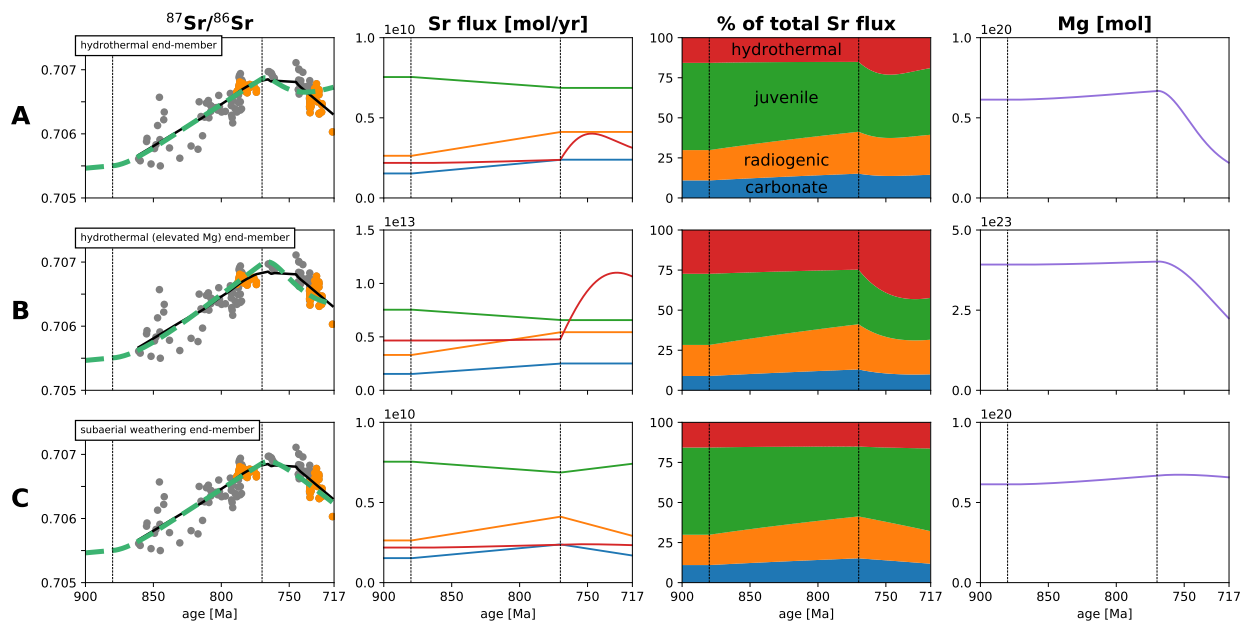 ⁸⁷Sr/⁸⁶Sr Sr flux [mol/yr] % of total Sr flux Mg [mol]
A
hydrothermal end-member
0.707
0.706
0.705
1e10
1.0
0.5
0.0
100
75
50
25
0
hydrothermal
juvenile
radiogenic
carbonate
1e20
1.0
0.5
0.0
B
hydrothermal (elevated Mg) end-member
0.707
0.706
0.705
1e13
1.5
1.0
0.5
0.0
100
75
50
25
0
1e23
5.0
2.5
0.0
C
subaerial weathering end-member
0.707
0.706
0.705
900 850 800 750 717
age [Ma]
1e10
1.0
0.5
0.0
900 850 800 750 717
age [Ma]
100
75
50
25
0
900 850 800 750 717
age [Ma]
1e20
1.0
0.5
0.0
900 850 800 750 717
age [Ma]